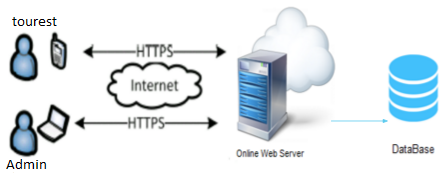 tourest
HTTPS
Internet
HTTPS
Admin
Online Web Server
DataBase